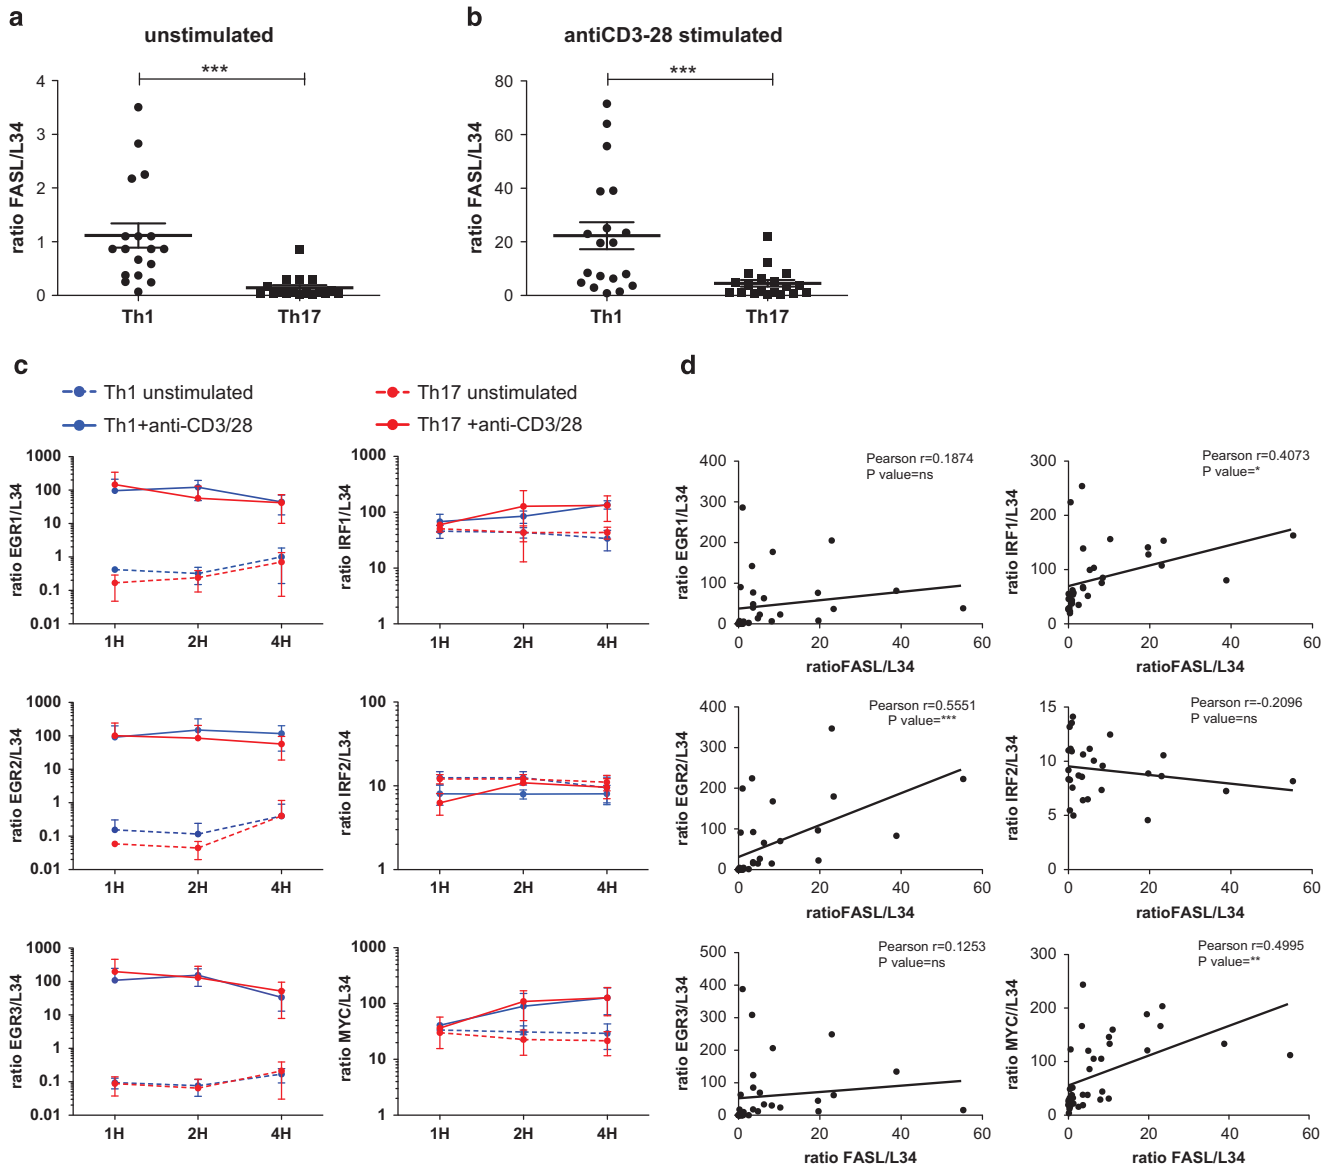 a
unstimulated
ratio FASL/L34
4
3
2
1
0
***
Th1
Th17
b
antiCD3-28 stimulated
ratio FASL/L34
80
60
40
20
0
***
Th1
Th17
c
Th1 unstimulated
Th1+anti-CD3/28
Th17 unstimulated
Th17 +anti-CD3/28
ratio EGR1/L34
1000
100
10
1
0.1
0.01
1H
2H
4H
ratio IRF1/L34
1000
100
10
1
1H
2H
4H
ratio EGR2/L34
1000
100
10
1
0.1
0.01
1H
2H
4H
ratio IRF2/L34
100
10
1
1H
2H
4H
ratio EGR3/L34
1000
100
10
1
0.1
0.01
1H
2H
4H
ratio MYC/L34
1000
100
10
1
1H
2H
4H
d
Pearson r=0.1874
P value=ns
ratio EGR1/L34
400
300
200
100
0
0
20
40
60
ratioFASL/L34
Pearson r=0.4073
P value=*
ratio IRF1/L34
300
200
100
0
0
20
40
60
ratioFASL/L34
Pearson r=0.5551
P value=***
ratio EGR2/L34
400
300
200
100
0
0
20
40
60
ratioFASL/L34
Pearson r=-0.2096
P value=ns
ratio IRF2/L34
15
10
5
0
0
20
40
60
ratioFASL/L34
Pearson r=0.1253
P value=ns
ratio EGR3/L34
500
400
300
200
100
0
0
20
40
60
ratio FASL/L34
Pearson r=0.4995
P value=**
ratio MYC//L34
300
200
100
0
0
20
40
60
ratio FASL/L34